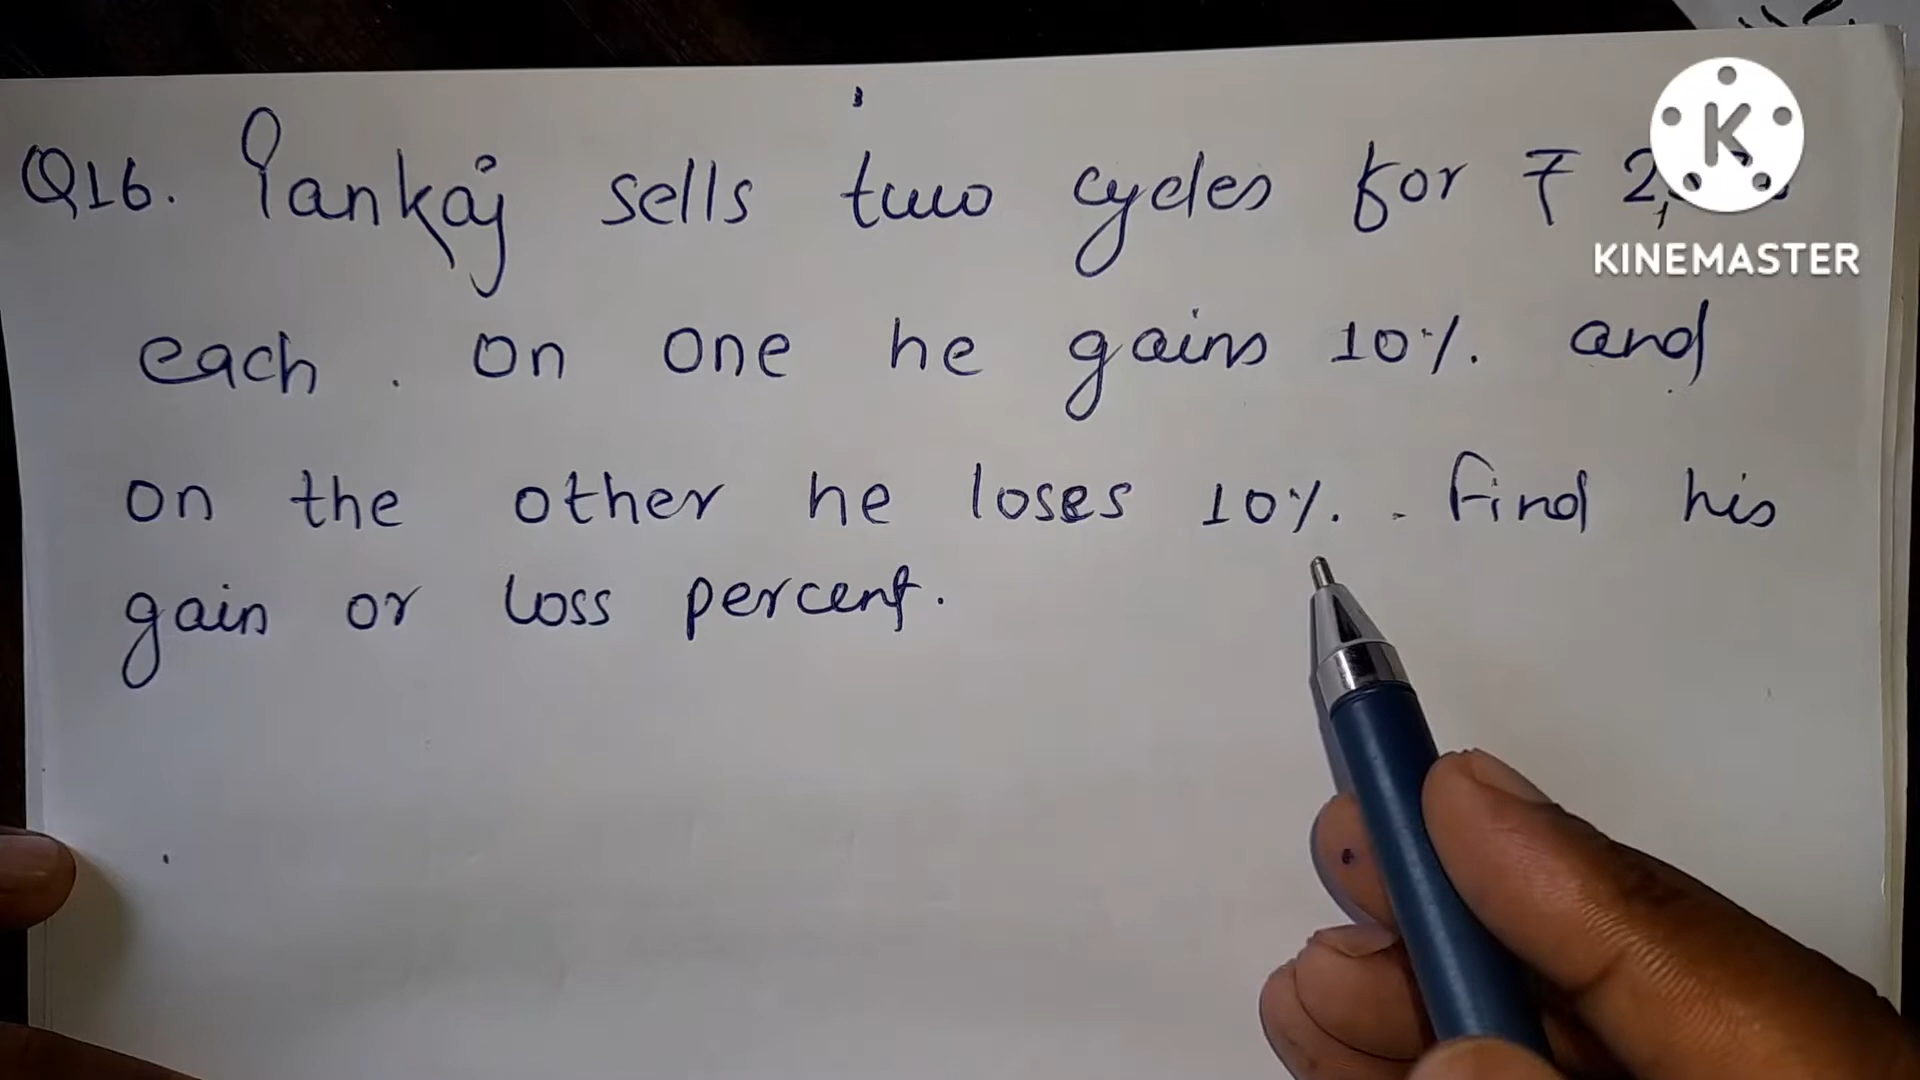 Q16. Pankaj sells two cycles for ₹
each. On one he gains 10%. and
on the other he loses 10%. Find his
gain or loss percent.
K
KINEMASTER